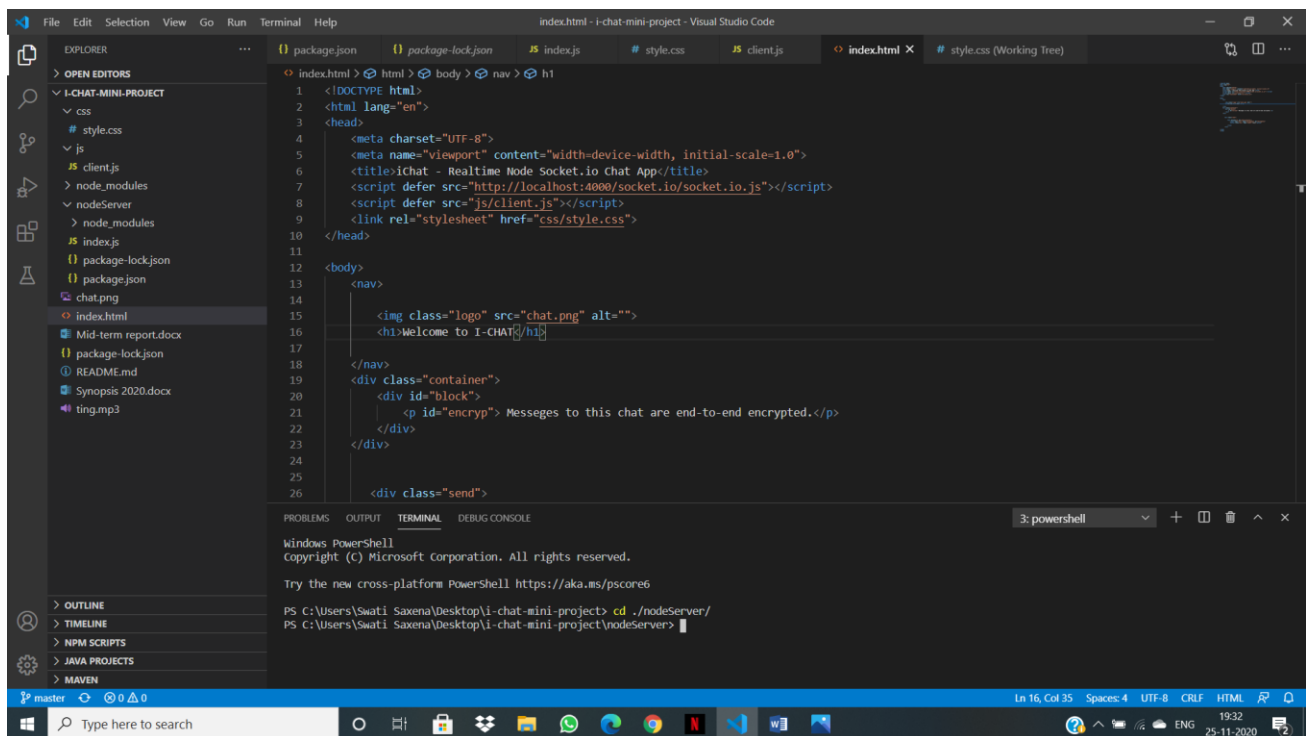 File Edit Selection View Go Run Terminal Help index.html - i-chat-mini-project - Visual Studio Code
EXPLORER
{} package.json {} package-lock.json JS index.js # style.css JS client.js <> index.html # style.css (Working Tree)
> OPEN EDITORS
I-CHAT-MINI-PROJECT
css
# style.css
js
JS client.js
> node_modules
nodeServer
> node_modules
JS index.js
{} package-lock.json
{} package.json
chat.png
<> index.html
Mid-term report.docx
{} package-lock.json
README.md
Synopsis 2020.docx
ting.mp3
> OUTLINE
> TIMELINE
> NPM SCRIPTS
> JAVA PROJECTS
> MAVEN
<> index.html > html > body > nav > h1
1 <!DOCTYPE html>
2 <html lang="en">
3 <head>
4 <meta charset="UTF-8">
5 <meta name="viewport" content="width=device-width, initial-scale=1.0">
6 <title>iChat - Realtime Node Socket.io Chat App</title>
7 <script defer src="http://localhost:4000/socket.io/socket.io.js"></script>
8 <script defer src="js/client.js"></script>
9 <link rel="stylesheet" href="css/style.css">
10 </head>
11
12 <body>
13 <nav>
14
15 <img class="logo" src="chat.png" alt="">
16 <h1>Welcome to I-CHAT</h1>
17
18 </nav>
19 <div class="container">
20 <div id="block">
21 <p id="encryp"> Messeges to this chat are end-to-end encrypted.</p>
22 </div>
23 </div>
24
25
26 <div class="send">
PROBLEMS OUTPUT TERMINAL DEBUG CONSOLE 3: powershell
Windows PowerShell
Copyright (C) Microsoft Corporation. All rights reserved.
Try the new cross-platform PowerShell https://aka.ms/pscore6
PS C:\Users\Swati Saxena\Desktop\i-chat-mini-project> cd ./nodeServer/
PS C:\Users\Swati Saxena\Desktop\i-chat-mini-project\nodeServer>
master 0 0 Ln 16, Col 35 Spaces: 4 UTF-8 CRLF HTML
Type here to search N W ENG 19:32
25-11-2020 2